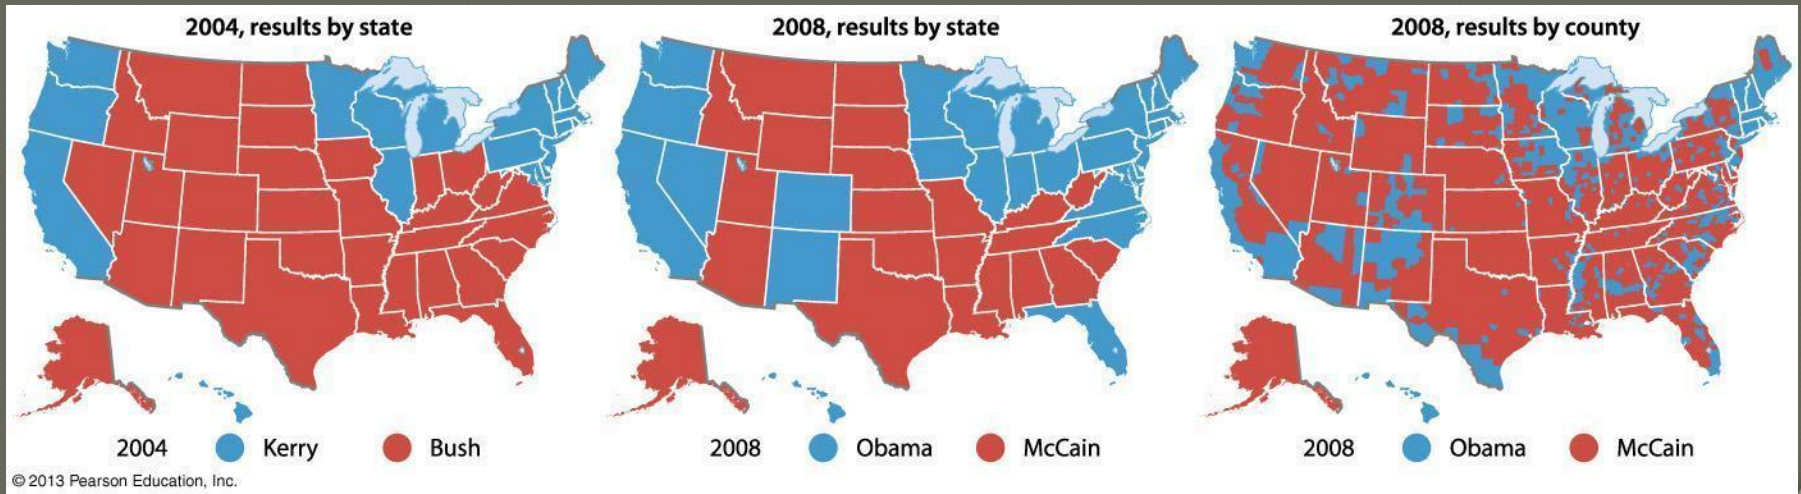 2004, results by state
2008, results by state
2008, results by county
2004 Kerry Bush
2008 Obama McCain
2008 Obama McCain
© 2013 Pearson Education, Inc.